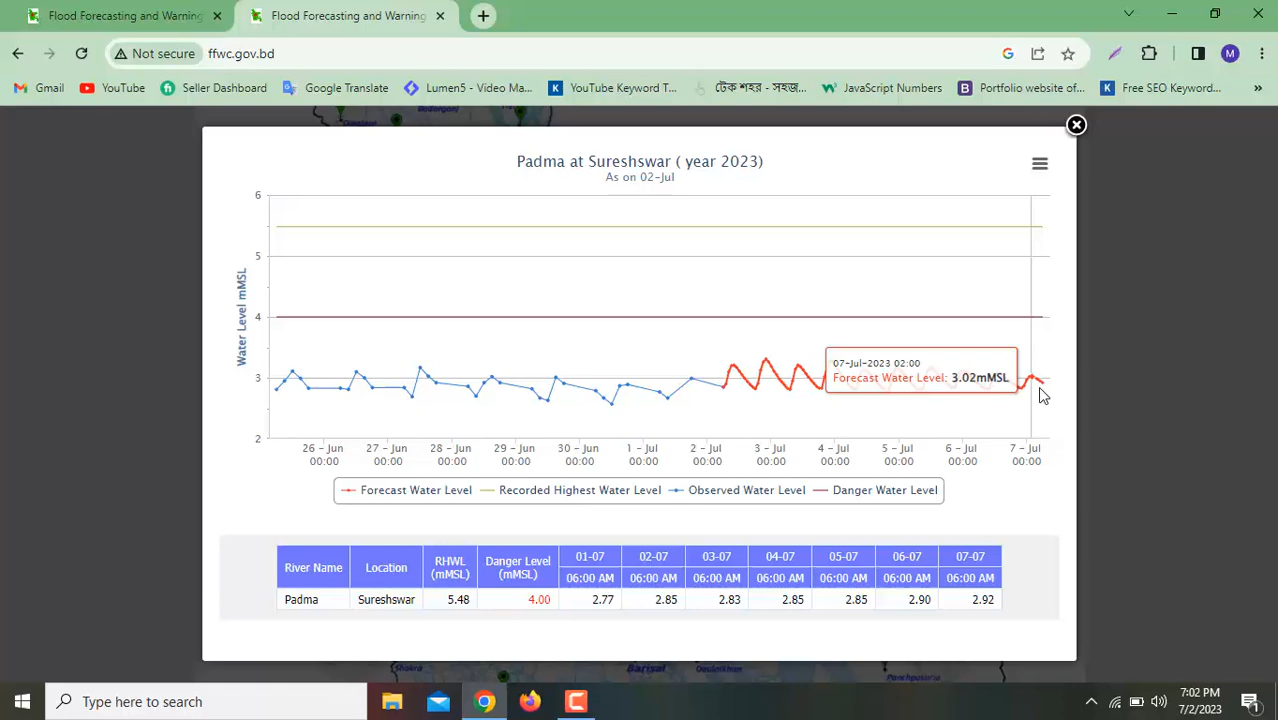 Flood Forecasting and Warning
Flood Forecasting and Warning
Not secure ffwc.gov.bd
M
Gmail YouTube Seller Dashboard Google Translate Lumen5 - Video Ma... YouTube Keyword T... টেক শহর - সহজ... JavaScript Numbers Portfolio website of... Free SEO Keyword... »
Padma at Sureshswar ( year 2023)
As on 02-Jul
Water Level mMSL
6
5
4
3
2
07-Jul-2023 02:00
Forecast Water Level: 3.02mMSL
26 - Jun 27 - Jun 28 - Jun 29 - Jun 30 - Jun 1 - Jul 2 - Jul 3 - Jul 4 - Jul 5 - Jul 6 - Jul 7 - Jul
00:00 00:00 00:00 00:00 00:00 00:00 00:00 00:00 00:00 00:00 00:00 00:00
Forecast Water Level Recorded Highest Water Level Observed Water Level Danger Water Level
River Name Location RHWL (mMSL) Danger Level (mMSL) 01-07 02-07 03-07 04-07 05-07 06-07 07-07
06:00 AM 06:00 AM 06:00 AM 06:00 AM 06:00 AM 06:00 AM 06:00 AM
Padma Sureshswar 5.48 4.00 2.77 2.85 2.83 2.85 2.85 2.90 2.92
Barisal
Type here to search
7:02 PM
7/2/2023